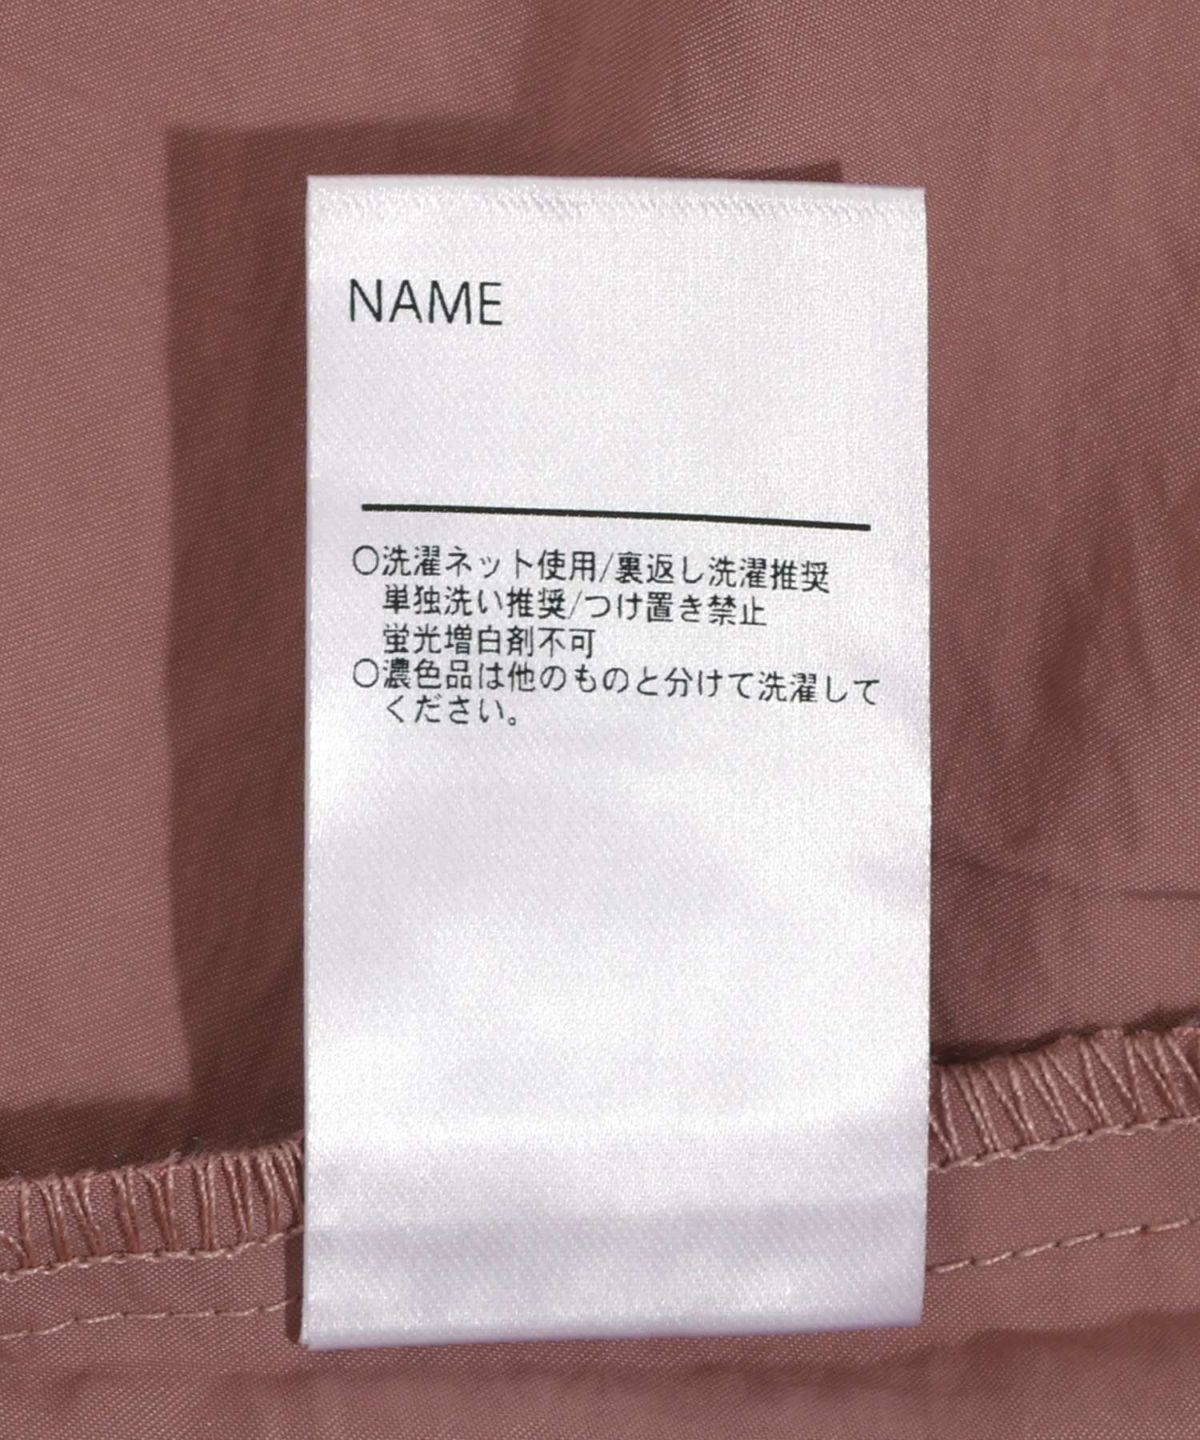 NAME
○洗濯ネット使用/裏返し洗濯推奨
単独洗い推奨/つけ置き禁止
蛍光増白剤不可
○濃色品は他のものと分けて洗濯して
ください。